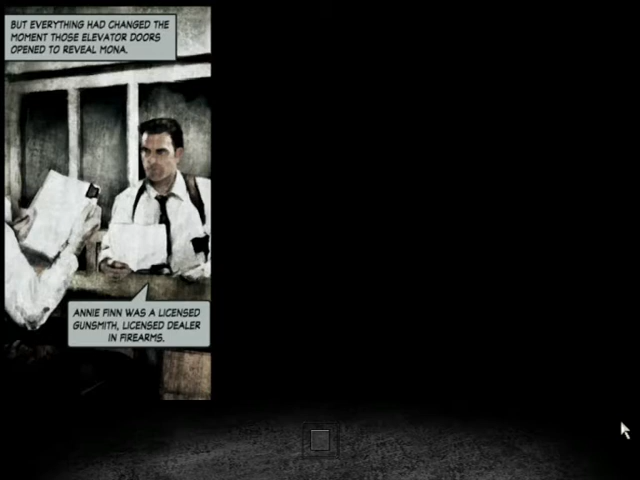 BUT EVERYTHING HAD CHANGED THE
MOMENT THOSE ELEVATOR DOORS
OPENED TO REVEAL MONA.
ANNIE FINN WAS A LICENSED
GUNSMITH, LICENSED DEALER
IN FIREARMS.